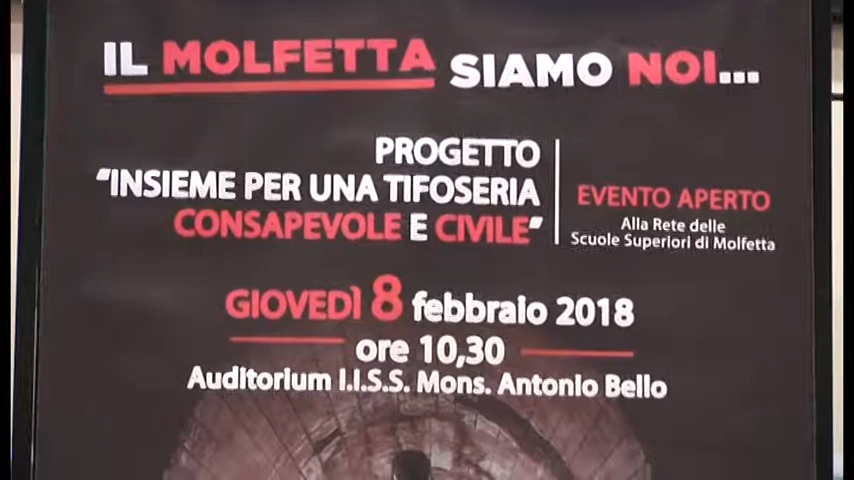 IL MOLFETTA SIAMO NOI...
PROGETTO
"INSIEME PER UNA TIFOSERIA
CONSAPEVOLE E CIVILE"
EVENTO APERTO
Alla Rete delle
Scuole Superiori di Molfetta
GIOVEDÌ 8 febbraio 2018
ore 10,30
Auditorium I.I.S.S. Mons. Antonio Bello